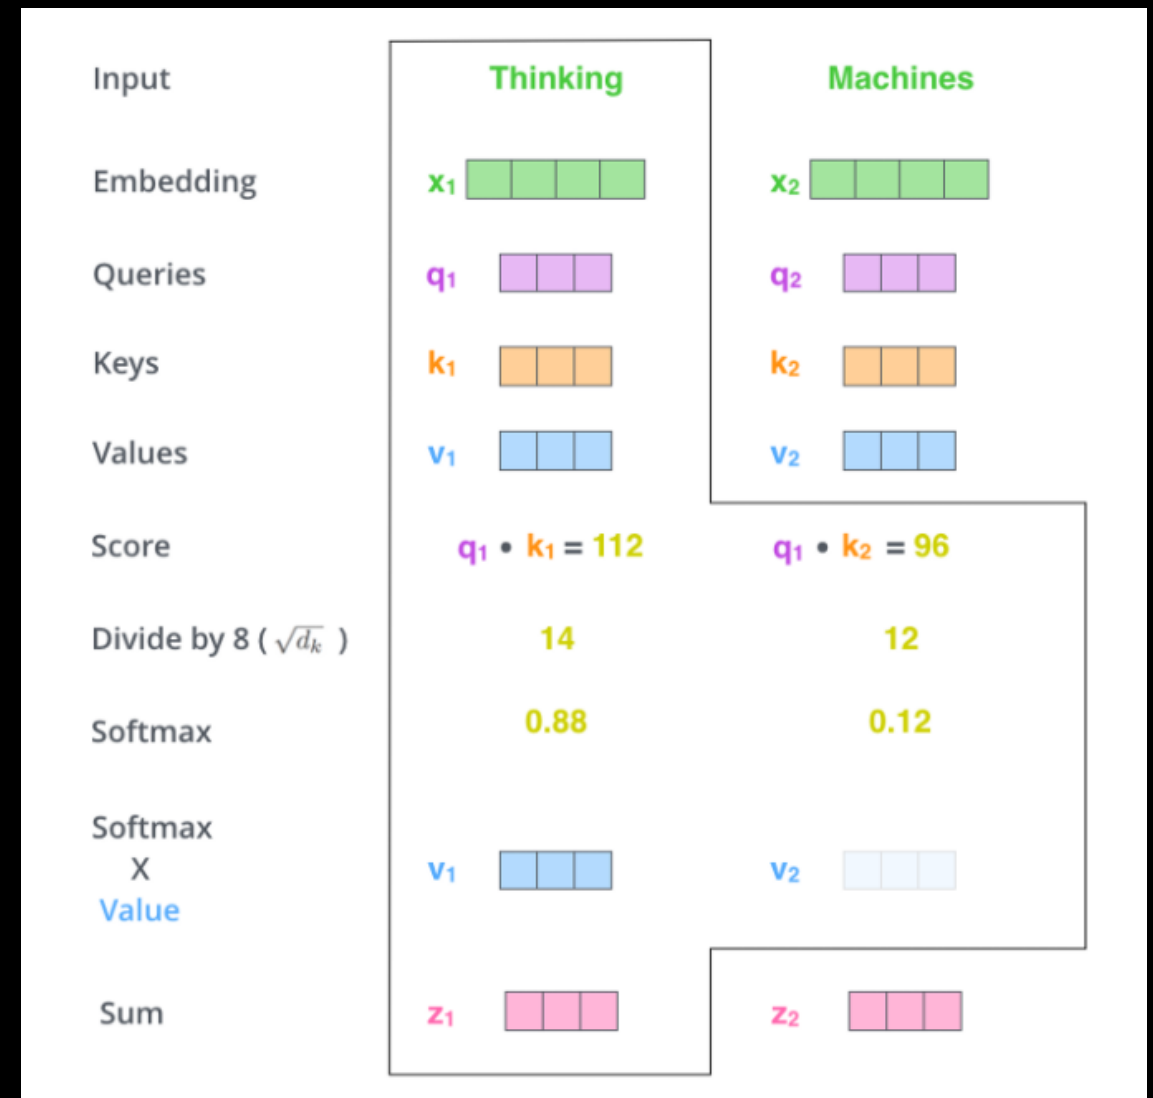 Input Thinking Machines
Embedding x₁ x₂
Queries q₁ q₂
Keys k₁ k₂
Values v₁ v₂
Score q₁ • k₁ = 112 q₁ • k₂ = 96
Divide by 8 ( √dₖ ) 14 12
Softmax 0.88 0.12
Softmax
X v₁ v₂
Value
Sum z₁ z₂